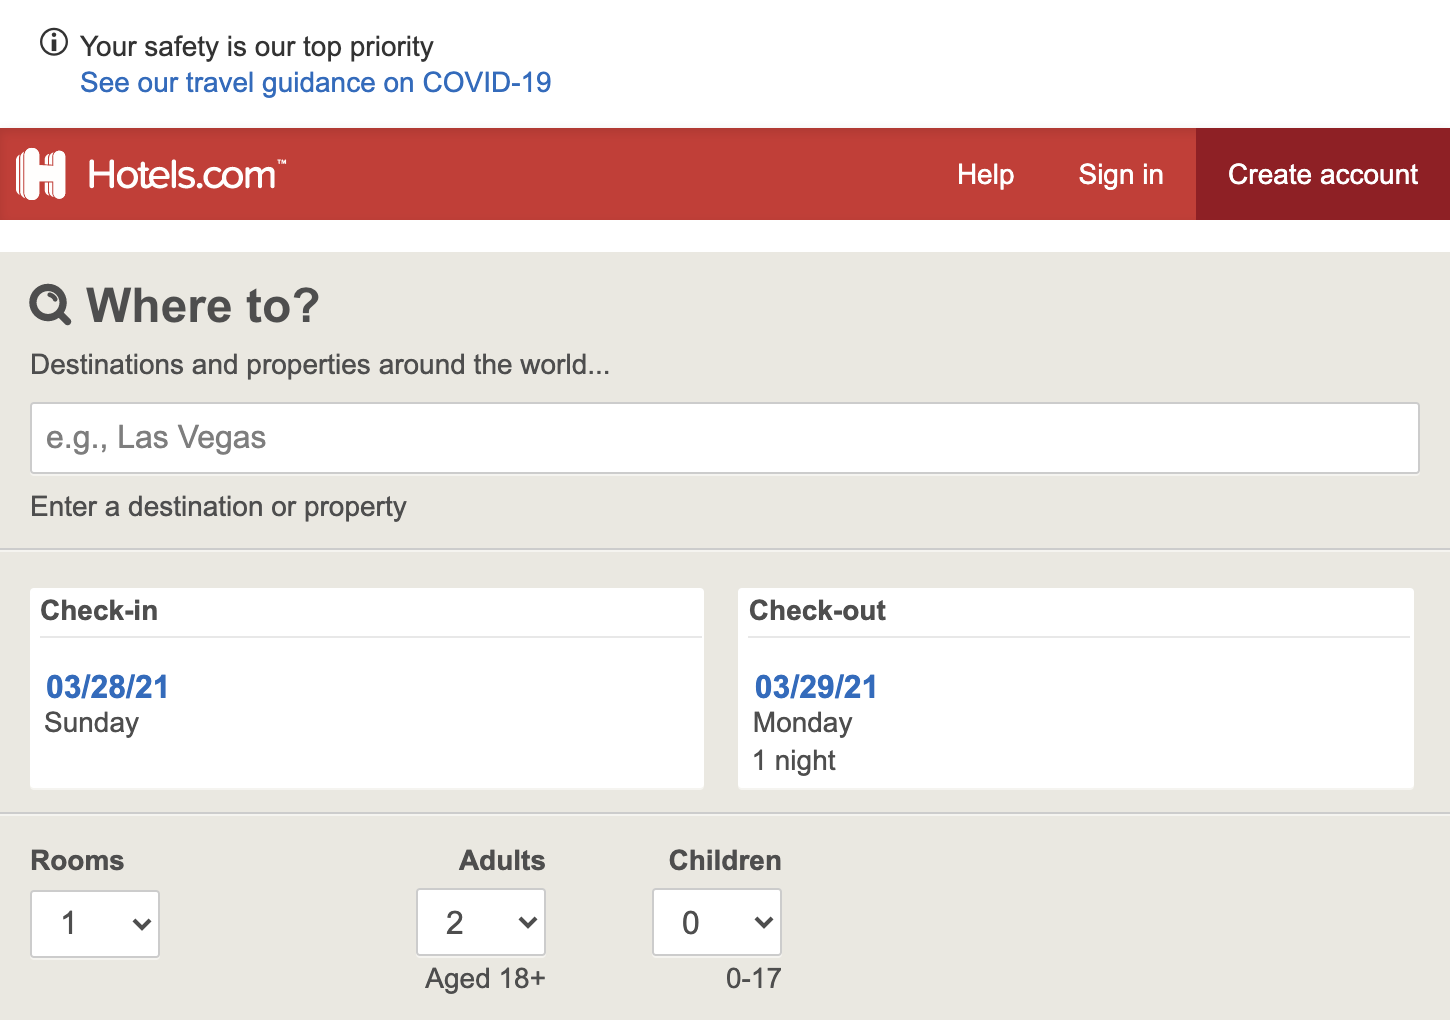 Your safety is our top priority
See our travel guidance on COVID-19
Hotels.com™
Help Sign in Create account
Where to?
Destinations and properties around the world...
e.g., Las Vegas
Enter a destination or property
Check-in Check-out
03/28/21 03/29/21
Sunday Monday
1 night
Rooms Adults Children
1 2 0
Aged 18+ 0-17